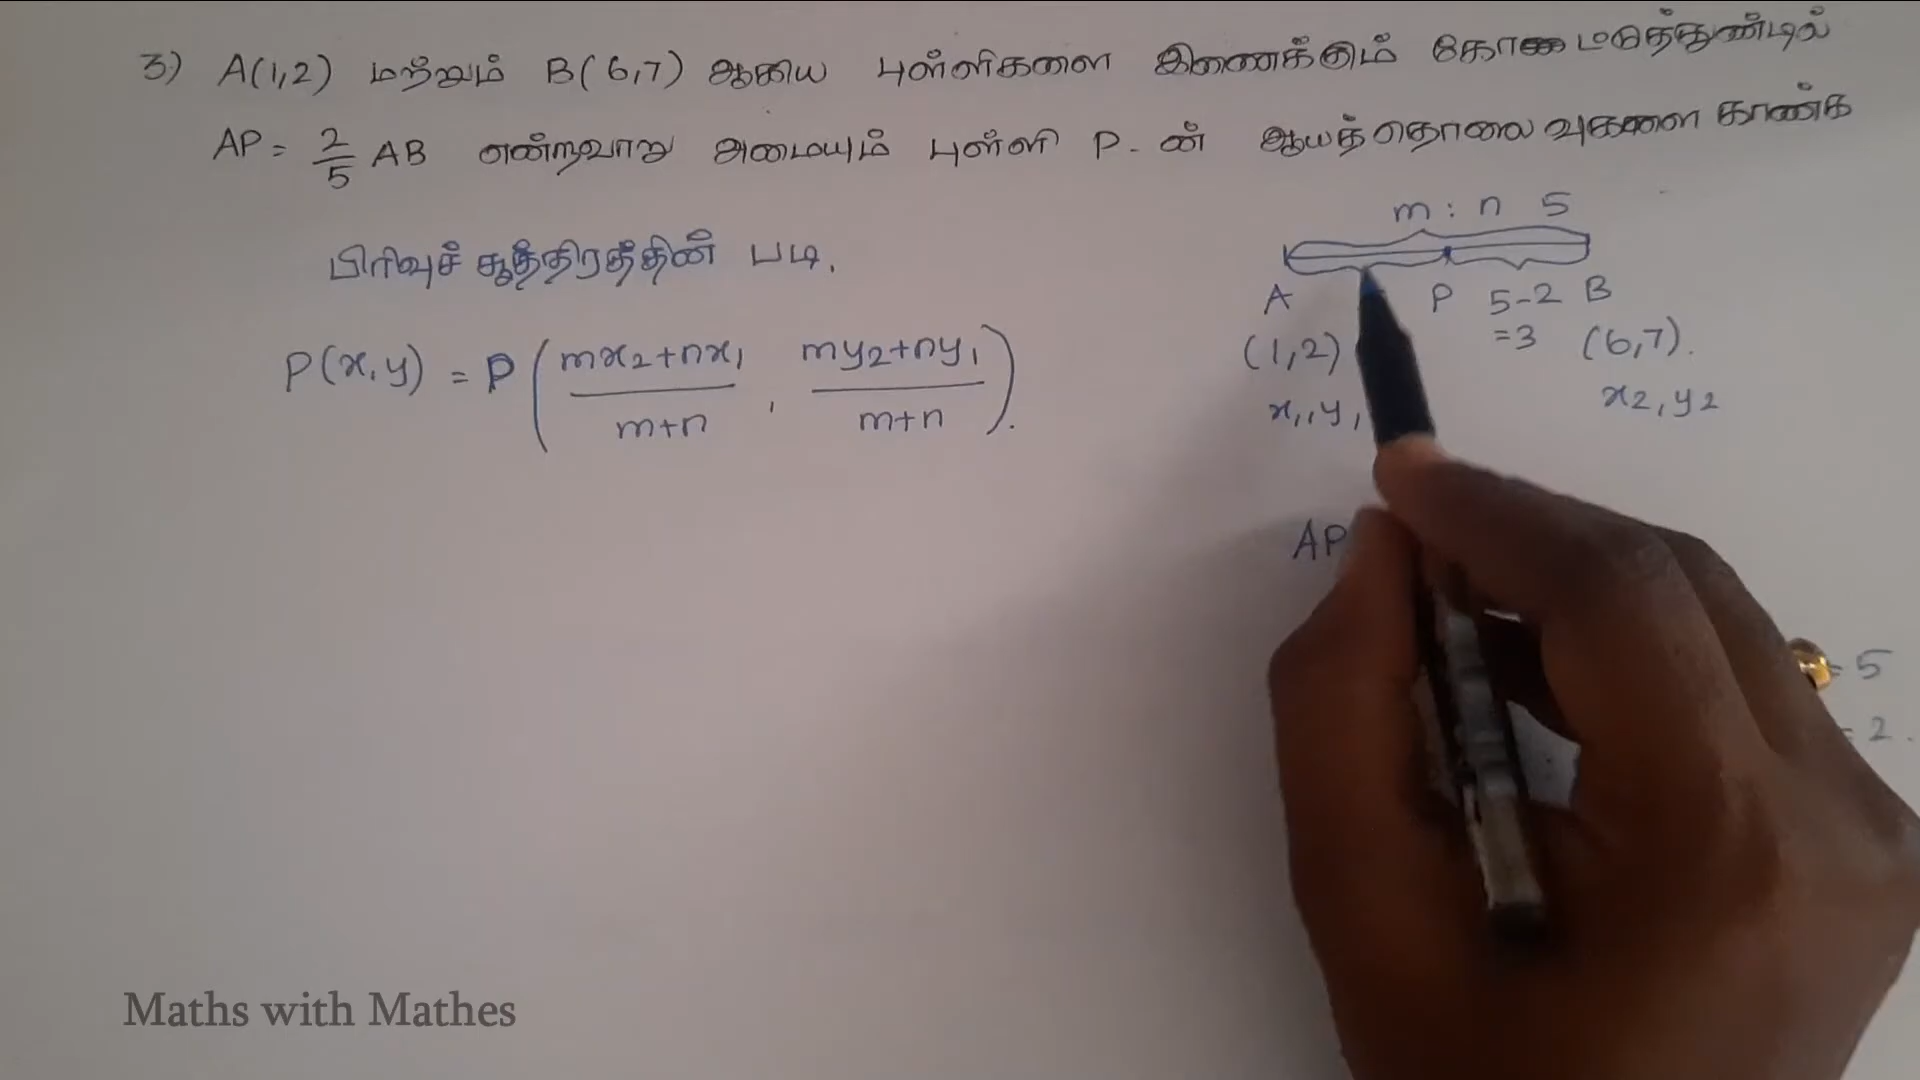 3) A(1,2) மற்றும் B(6,7) ஆகிய புள்ளிகளை இணைக்கும் கோட்டுத்துண்டில்
AP = 2/5 AB என்றவாறு அமையும் புள்ளி P-ன் ஆயத்தொலைவுகளை காண்க
பிரிவுச் சூத்திரத்தின் படி,
P(x,y) = P((mx₂+nx₁)/(m+n), (my₂+ny₁)/(m+n)).
m : n 5
A P 5-2 B
(1,2) =3 (6,7).
x₁,y₁ x₂,y₂
AP
= 5
= 2.
Maths with Mathes